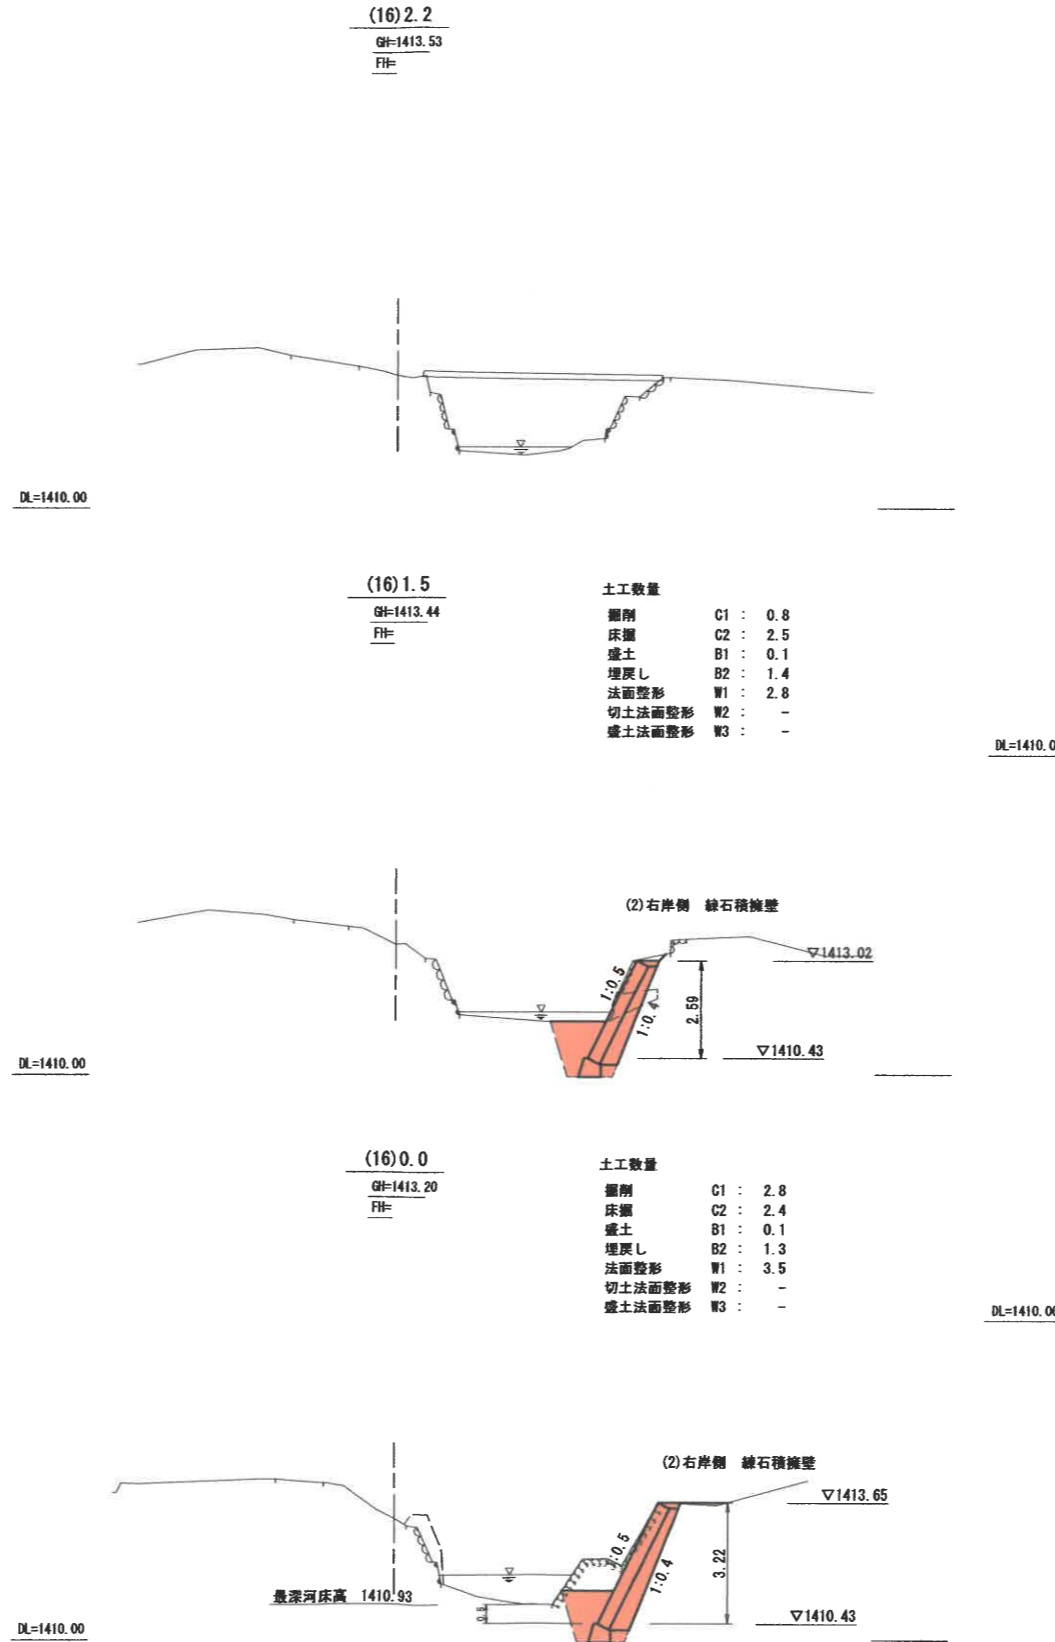 (16)2.2
GH=1413.53
FH=
DL=1410.00
(16)1.5
GH=1413.44
FH=
土工数量
掘削 C1 : 0.8
床掘 C2 : 2.5
盛土 B1 : 0.1
埋戻し B2 : 1.4
法面整形 W1 : 2.8
切土法面整形 W2 : -
盛土法面整形 W3 : -
DL=1410.0
(2)右岸側 練石積擁壁
▽1413.02
1:0.5
1:0.4
2.59
▽1410.43
DL=1410.00
(16)0.0
GH=1413.20
FH=
土工数量
掘削 C1 : 2.8
床掘 C2 : 2.4
盛土 B1 : 0.1
埋戻し B2 : 1.3
法面整形 W1 : 3.5
切土法面整形 W2 : -
盛土法面整形 W3 : -
DL=1410.00
(2)右岸側 練石積擁壁
▽1413.65
1:0.5
1:0.4
3.22
最深河床高 1410.93
0.5
▽1410.43
DL=1410.00